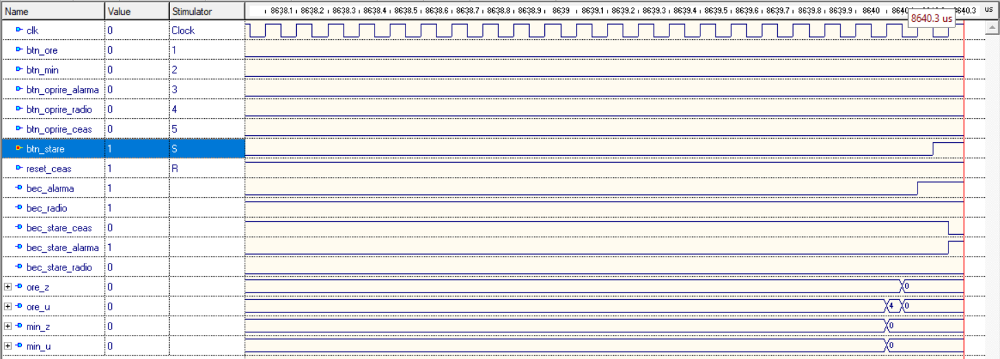 Name Value Stimulator 8638.1 8638.2 8638.3 8638.4 8638.5 8638.6 8638.7 8638.8 8638.9 8639 8639.1 8639.2 8639.3 8639.4 8639.5 8639.6 8639.7 8639.8 8639.9 8640 8640.3 us
8640.3 us
clk 0 Clock
btn_ore 0 1
btn_min 0 2
btn_oprire_alarma 0 3
btn_oprire_radio 0 4
btn_oprire_ceas 0 5
btn_stare 1 S
reset_ceas 1 R
bec_alarma 1
bec_radio 1
bec_stare_ceas 0
bec_stare_alarma 1
bec_stare_radio 0
ore_z 0 0
ore_u 0 4 0
min_z 0 0
min_u 0 0